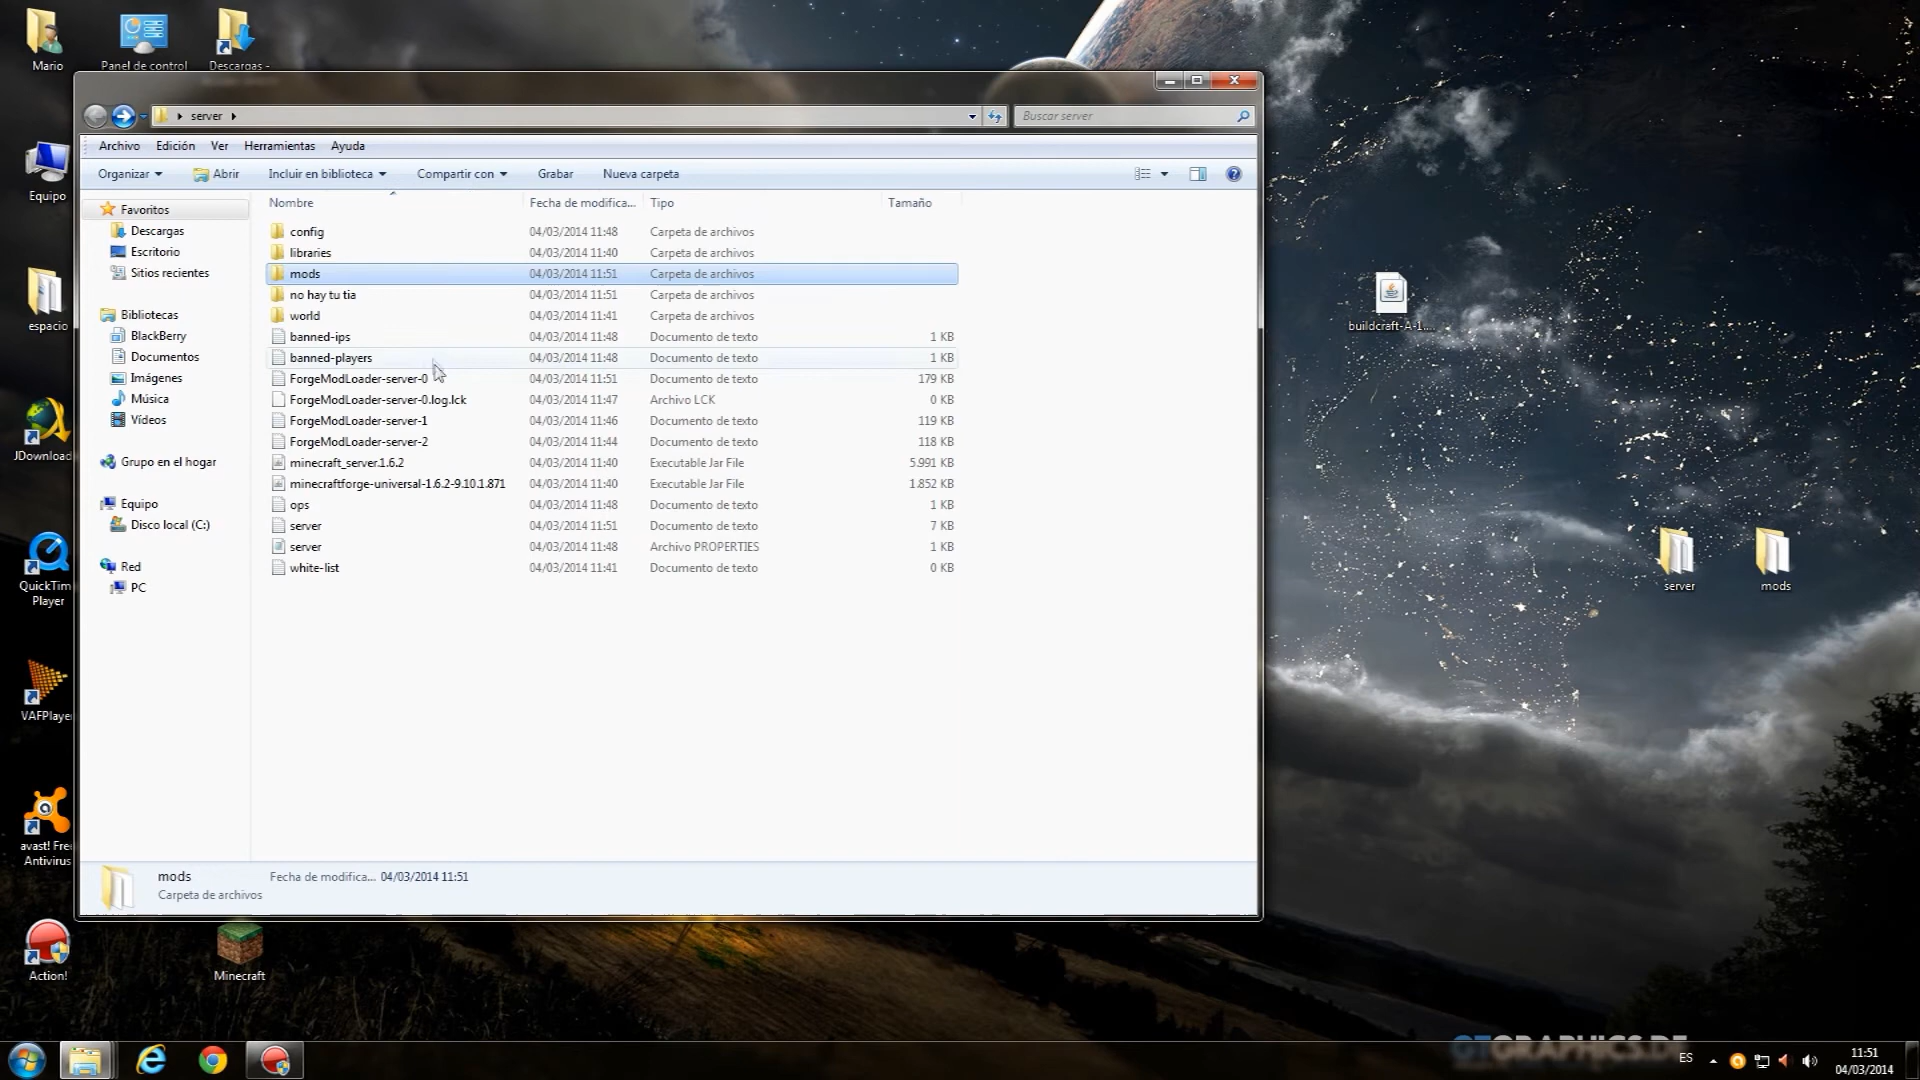 Mario
Panel de control
Descargas -
server
Buscar server
Archivo Edición Ver Herramientas Ayuda
Organizar Abrir Incluir en biblioteca Compartir con Grabar Nueva carpeta
Nombre Fecha de modifica... Tipo Tamaño
config 04/03/2014 11:48 Carpeta de archivos
libraries 04/03/2014 11:40 Carpeta de archivos
mods 04/03/2014 11:51 Carpeta de archivos
no hay tu tia 04/03/2014 11:51 Carpeta de archivos
world 04/03/2014 11:41 Carpeta de archivos
banned-ips 04/03/2014 11:48 Documento de texto 1 KB
banned-players 04/03/2014 11:48 Documento de texto 1 KB
ForgeModLoader-server-0 04/03/2014 11:51 Documento de texto 179 KB
ForgeModLoader-server-0.log.lck 04/03/2014 11:47 Archivo LCK 0 KB
ForgeModLoader-server-1 04/03/2014 11:46 Documento de texto 119 KB
ForgeModLoader-server-2 04/03/2014 11:44 Documento de texto 118 KB
minecraft_server.1.6.2 04/03/2014 11:40 Executable Jar File 5.991 KB
minecraftforge-universal-1.6.2-9.10.1.871 04/03/2014 11:40 Executable Jar File 1.852 KB
ops 04/03/2014 11:48 Documento de texto 1 KB
server 04/03/2014 11:51 Documento de texto 7 KB
server 04/03/2014 11:48 Archivo PROPERTIES 1 KB
white-list 04/03/2014 11:41 Documento de texto 0 KB
Favoritos
Descargas
Escritorio
Sitios recientes
Bibliotecas
BlackBerry
Documentos
Imágenes
Música
Vídeos
Grupo en el hogar
Equipo
Disco local (C:)
Red
PC
mods Fecha de modifica... 04/03/2014 11:51
Carpeta de archivos
Equipo
espacio
JDownload
QuickTim
Player
VAFPlaye
avast! Fre
Antivirus
Action!
Minecraft
buildcraft-A-1....
server
mods
GTGRAPHICS.DE
ES
11:51
04/03/2014